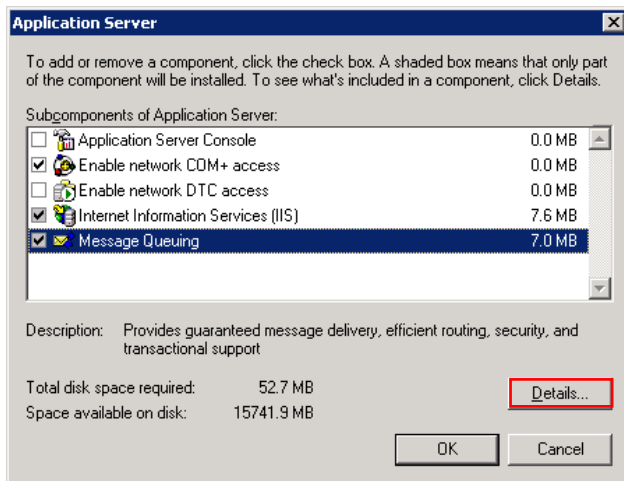 Application Server
To add or remove a component, click the check box. A shaded box means that only part
of the component will be installed. To see what's included in a component, click Details.
Subcomponents of Application Server:
Application Server Console 0.0 MB
Enable network COM+ access 0.0 MB
Enable network DTC access 0.0 MB
Internet Information Services (IIS) 7.6 MB
Message Queuing 7.0 MB
Description: Provides guaranteed message delivery, efficient routing, security, and
transactional support
Total disk space required: 52.7 MB
Space available on disk: 15741.9 MB
Details...
OK Cancel